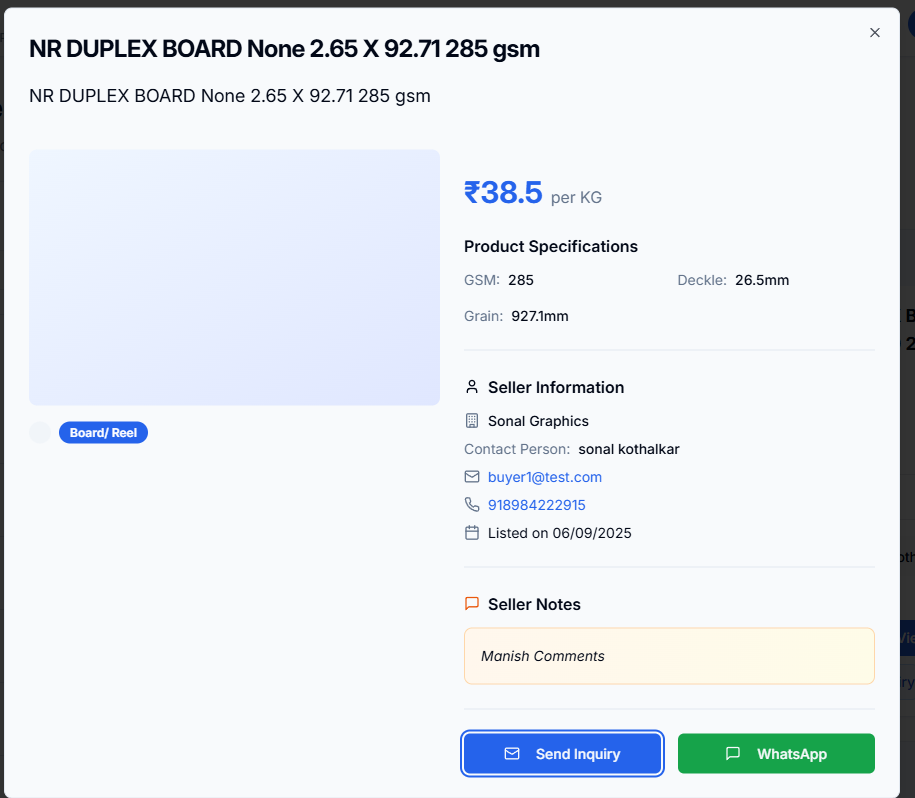 NR DUPLEX BOARD None 2.65 X 92.71 285 gsm
NR DUPLEX BOARD None 2.65 X 92.71 285 gsm
Board/ Reel
₹38.5 per KG
Product Specifications
GSM: 285 Deckle: 26.5mm
Grain: 927.1mm
Seller Information
Sonal Graphics
Contact Person: sonal kothalkar
buyer1@test.com
918984222915
Listed on 06/09/2025
Seller Notes
Manish Comments
Send Inquiry WhatsApp